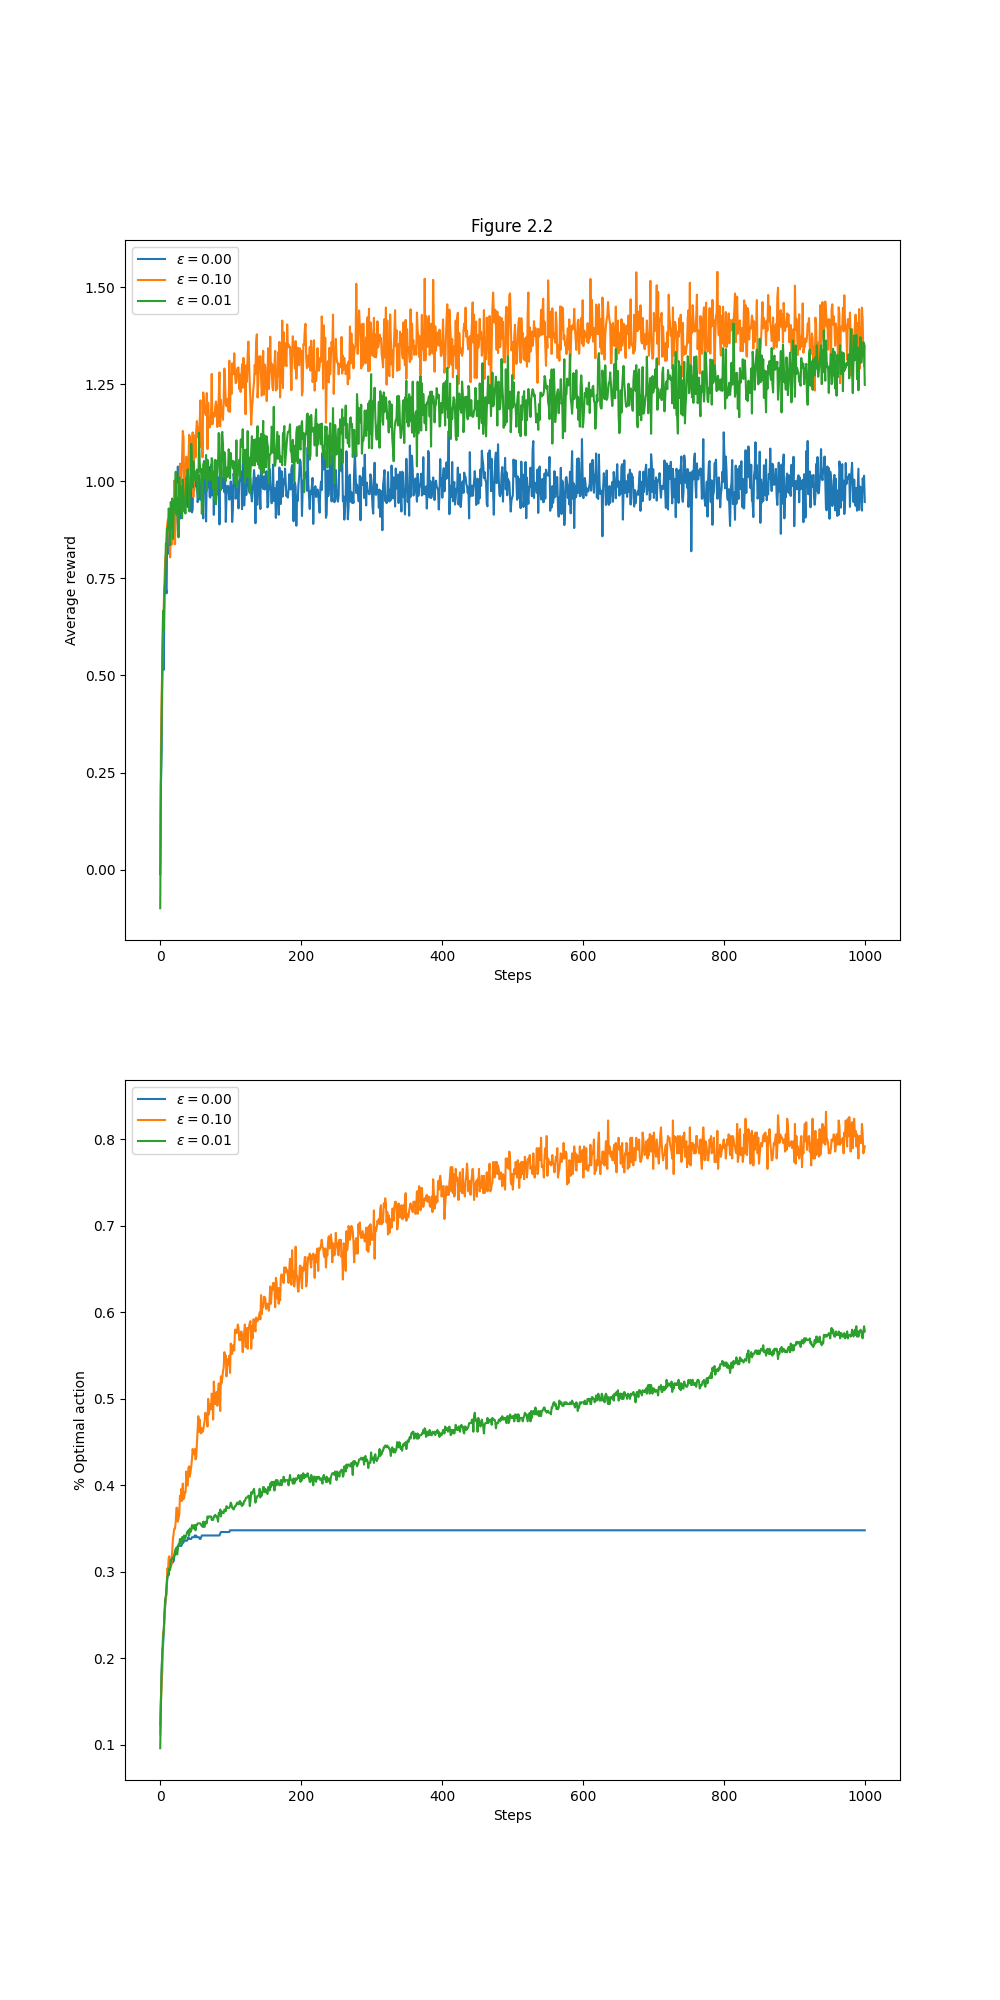 Figure 2.2
ε = 0.00
ε = 0.10
ε = 0.01
1.50
1.25
1.00
0.75
0.50
0.25
0.00
Average reward
0 200 400 600 800 1000
Steps
ε = 0.00
ε = 0.10
ε = 0.01
0.8
0.7
0.6
0.5
0.4
0.3
0.2
0.1
% Optimal action
0 200 400 600 800 1000
Steps